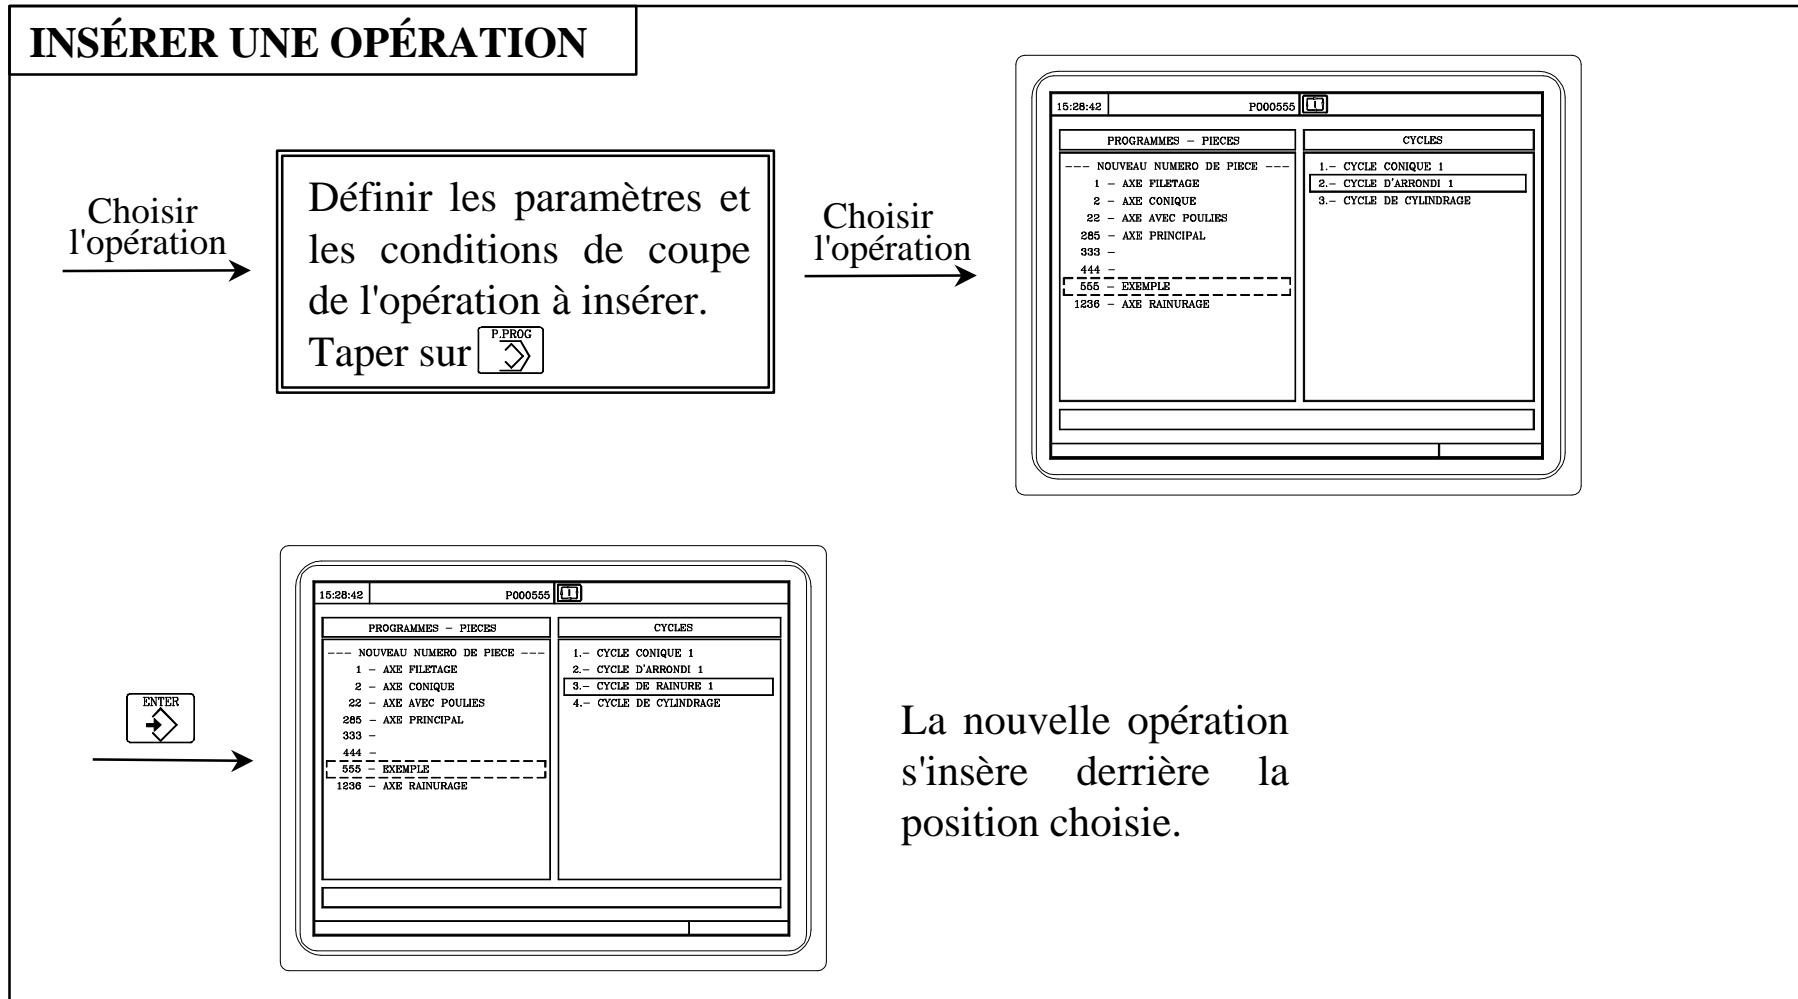 INSÉRER UNE OPÉRATION
Choisir
l'opération
Définir les paramètres et
les conditions de coupe
de l'opération à insérer.
Taper sur P.PROG
Choisir
l'opération
15:28:42 P000555
PROGRAMMES – PIECES
--- NOUVEAU NUMERO DE PIECE ---
1 – AXE FILETAGE
2 – AXE CONIQUE
22 – AXE AVEC POULIES
285 – AXE PRINCIPAL
333 –
444 –
555 – EXEMPLE
1236 – AXE RAINURAGE
CYCLES
1.– CYCLE CONIQUE 1
2.– CYCLE D'ARRONDI 1
3.– CYCLE DE CYLINDRAGE
ENTER
15:28:42 P000555
PROGRAMMES – PIECES
--- NOUVEAU NUMERO DE PIECE ---
1 – AXE FILETAGE
2 – AXE CONIQUE
22 – AXE AVEC POULIES
285 – AXE PRINCIPAL
333 –
444 –
555 – EXEMPLE
1236 – AXE RAINURAGE
CYCLES
1.– CYCLE CONIQUE 1
2.– CYCLE D'ARRONDI 1
3.– CYCLE DE RAINURE 1
4.– CYCLE DE CYLINDRAGE
La nouvelle opération
s'insère derrière la
position choisie.